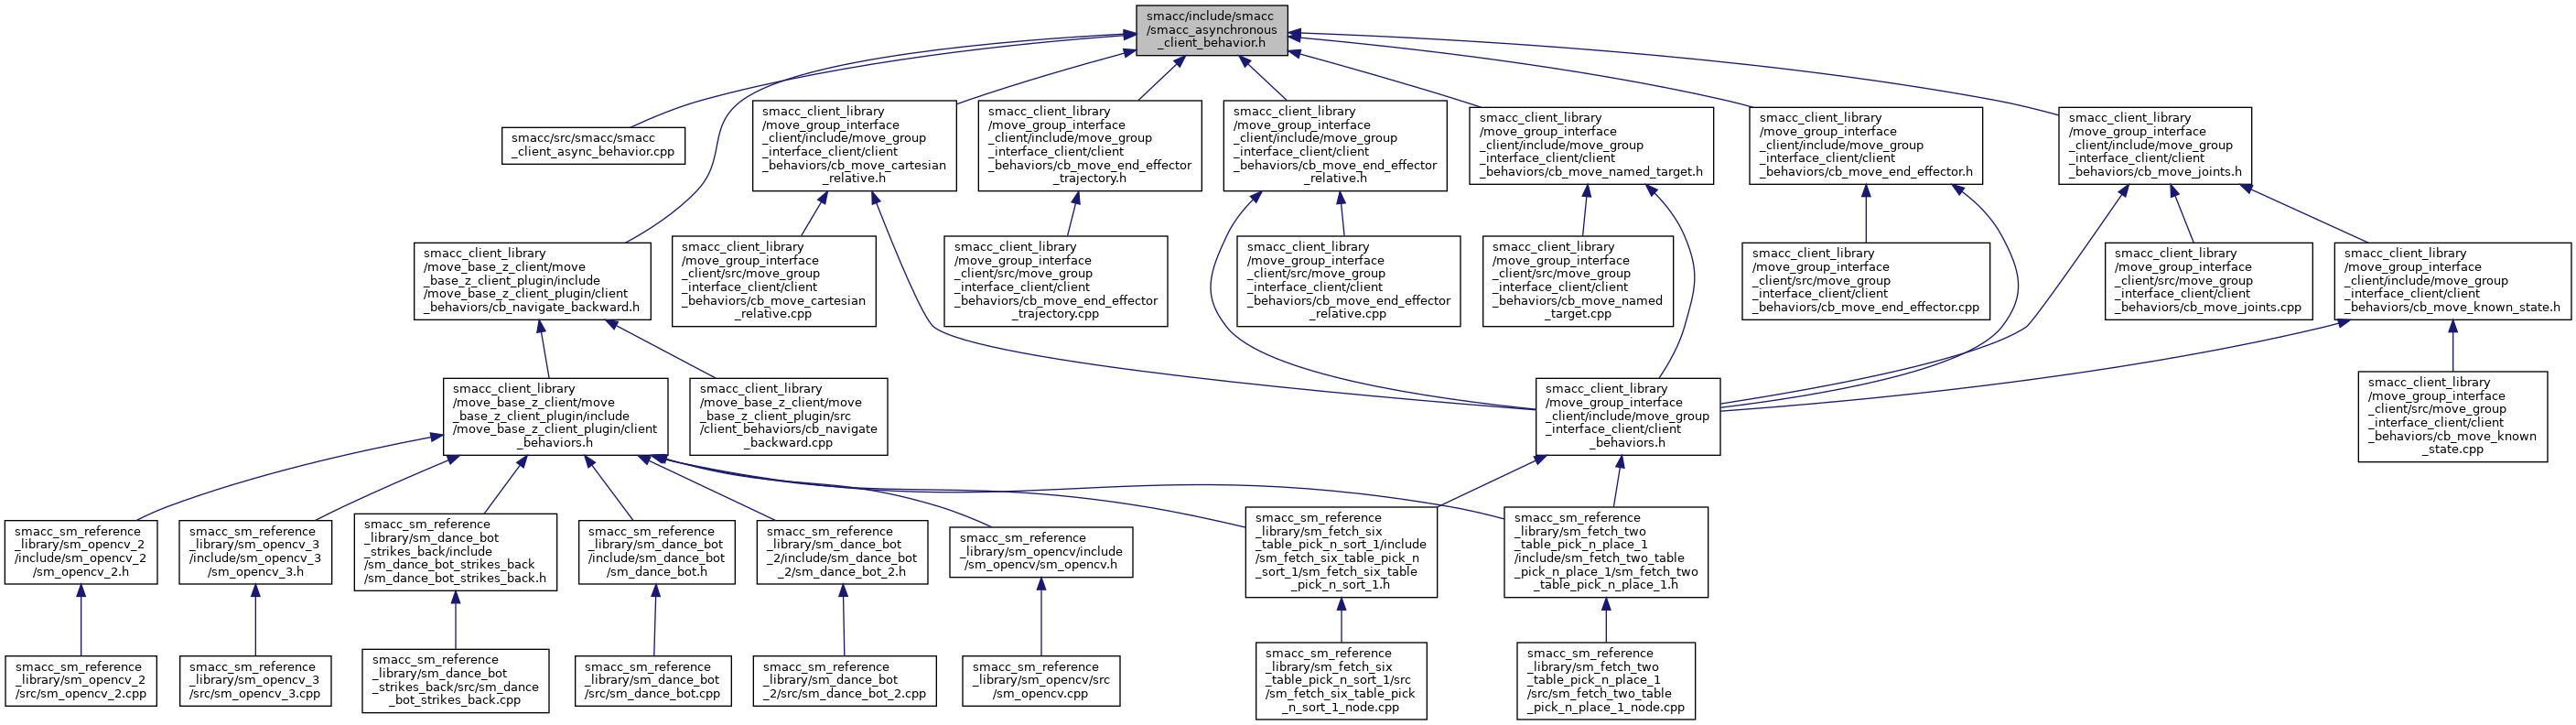 smacc/include/smacc
/smacc_asynchronous
_client_behavior.h
smacc/src/smacc/smacc
_client_async_behavior.cpp
smacc_client_library
/move_group_interface
_client/include/move_group
_interface_client/client
_behaviors/cb_move_cartesian
_relative.h
smacc_client_library
/move_group_interface
_client/include/move_group
_interface_client/client
_behaviors/cb_move_end_effector
_trajectory.h
smacc_client_library
/move_group_interface
_client/include/move_group
_interface_client/client
_behaviors/cb_move_end_effector
_relative.h
smacc_client_library
/move_group_interface
_client/include/move_group
_interface_client/client
_behaviors/cb_move_named_target.h
smacc_client_library
/move_group_interface
_client/include/move_group
_interface_client/client
_behaviors/cb_move_end_effector.h
smacc_client_library
/move_group_interface
_client/include/move_group
_interface_client/client
_behaviors/cb_move_joints.h
smacc_client_library
/move_base_z_client/move
_base_z_client_plugin/include
/move_base_z_client_plugin/client
_behaviors/cb_navigate_backward.h
smacc_client_library
/move_group_interface
_client/src/move_group
_interface_client/client
_behaviors/cb_move_cartesian
_relative.cpp
smacc_client_library
/move_group_interface
_client/src/move_group
_interface_client/client
_behaviors/cb_move_end_effector
_trajectory.cpp
smacc_client_library
/move_group_interface
_client/src/move_group
_interface_client/client
_behaviors/cb_move_end_effector
_relative.cpp
smacc_client_library
/move_group_interface
_client/src/move_group
_interface_client/client
_behaviors/cb_move_named
_target.cpp
smacc_client_library
/move_group_interface
_client/src/move_group
_interface_client/client
_behaviors/cb_move_end_effector.cpp
smacc_client_library
/move_group_interface
_client/src/move_group
_interface_client/client
_behaviors/cb_move_joints.cpp
smacc_client_library
/move_group_interface
_client/include/move_group
_interface_client/client
_behaviors/cb_move_known_state.h
smacc_client_library
/move_base_z_client/move
_base_z_client_plugin/include
/move_base_z_client_plugin/client
_behaviors.h
smacc_client_library
/move_base_z_client/move
_base_z_client_plugin/src
/client_behaviors/cb_navigate
_backward.cpp
smacc_client_library
/move_group_interface
_client/include/move_group
_interface_client/client
_behaviors.h
smacc_client_library
/move_group_interface
_client/src/move_group
_interface_client/client
_behaviors/cb_move_known
_state.cpp
smacc_sm_reference
_library/sm_opencv_2
/include/sm_opencv_2
/sm_opencv_2.h
smacc_sm_reference
_library/sm_opencv_3
/include/sm_opencv_3
/sm_opencv_3.h
smacc_sm_reference
_library/sm_dance_bot
_strikes_back/include
/sm_dance_bot_strikes_back
/sm_dance_bot_strikes_back.h
smacc_sm_reference
_library/sm_dance_bot
/include/sm_dance_bot
/sm_dance_bot.h
smacc_sm_reference
_library/sm_dance_bot
_2/include/sm_dance_bot
_2/sm_dance_bot_2.h
smacc_sm_reference
_library/sm_opencv/include
/sm_opencv/sm_opencv.h
smacc_sm_reference
_library/sm_fetch_six
_table_pick_n_sort_1/include
/sm_fetch_six_table_pick_n
_sort_1/sm_fetch_six_table
_pick_n_sort_1.h
smacc_sm_reference
_library/sm_fetch_two
_table_pick_n_place_1
/include/sm_fetch_two_table
_pick_n_place_1/sm_fetch_two
_table_pick_n_place_1.h
smacc_sm_reference
_library/sm_opencv_2
/src/sm_opencv_2.cpp
smacc_sm_reference
_library/sm_opencv_3
/src/sm_opencv_3.cpp
smacc_sm_reference
_library/sm_dance_bot
_strikes_back/src/sm_dance
_bot_strikes_back.cpp
smacc_sm_reference
_library/sm_dance_bot
/src/sm_dance_bot.cpp
smacc_sm_reference
_library/sm_dance_bot
_2/src/sm_dance_bot_2.cpp
smacc_sm_reference
_library/sm_opencv/src
/sm_opencv.cpp
smacc_sm_reference
_library/sm_fetch_six
_table_pick_n_sort_1/src
/sm_fetch_six_table_pick
_n_sort_1_node.cpp
smacc_sm_reference
_library/sm_fetch_two
_table_pick_n_place_1
/src/sm_fetch_two_table
_pick_n_place_1_node.cpp